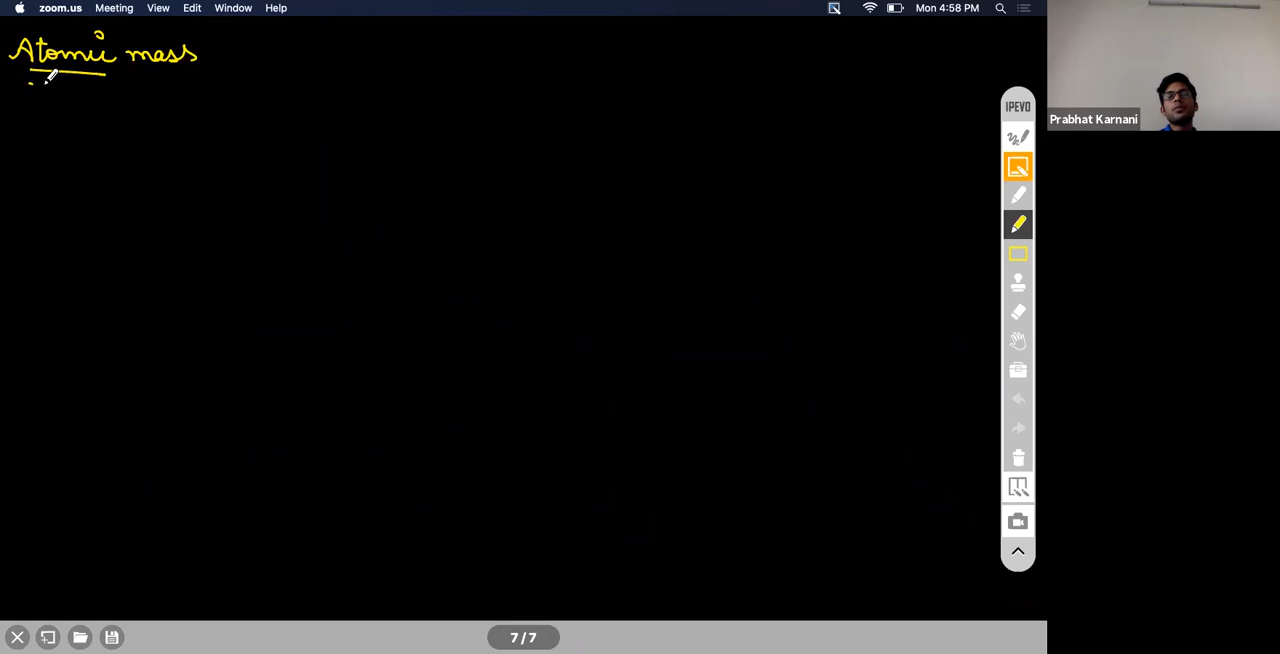 zoom.us Meeting View Edit Window Help Mon 4:58 PM
Atomic mass
IPEVO
Prabhat Karnani
7 / 7